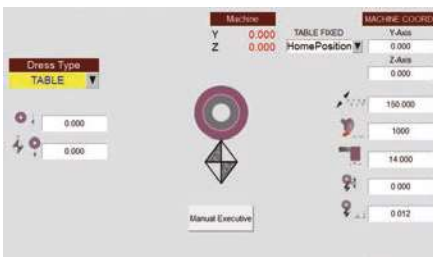 Machine
MACHINE COORD
Y 0.000
TABLE FIXED
Y-Axis
Z 0.000
HomePosition
0.000
Z-Axis
0.000
Dress Type
TABLE
150.000
0.000
1000
0.000
14.000
0.000
Manual Executive
0.012